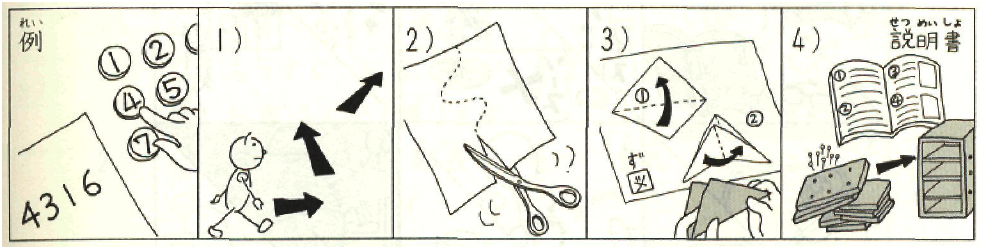 れい
例
① ②
④ ⑤
⑦
4316
1)
2)
3)
①
②
ず
図
4)
せつめいしょ
説明書
① ③
② ④